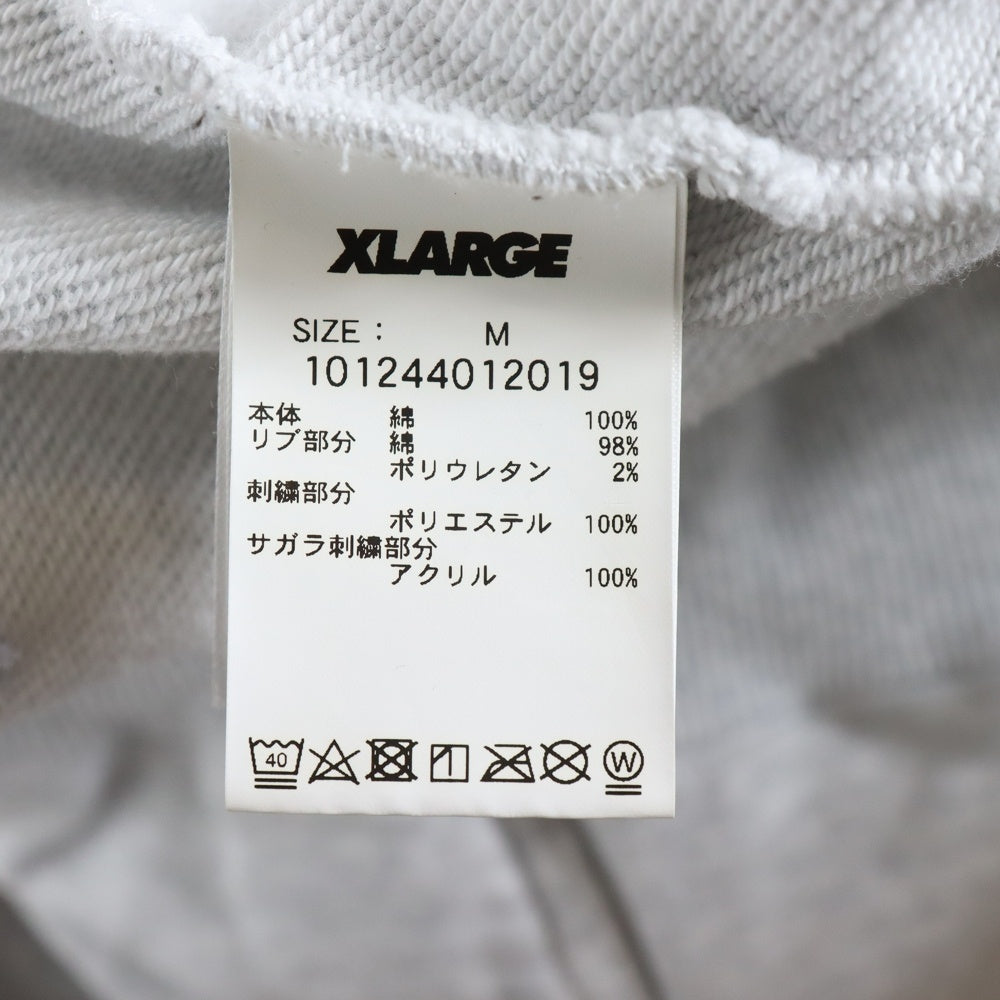 XLARGE
SIZE : M
101244012019
本体 綿 100%
リブ部分 綿 98%
ポリウレタン 2%
刺繍部分
ポリエステル 100%
サガラ刺繍部分
アクリル 100%
40 W